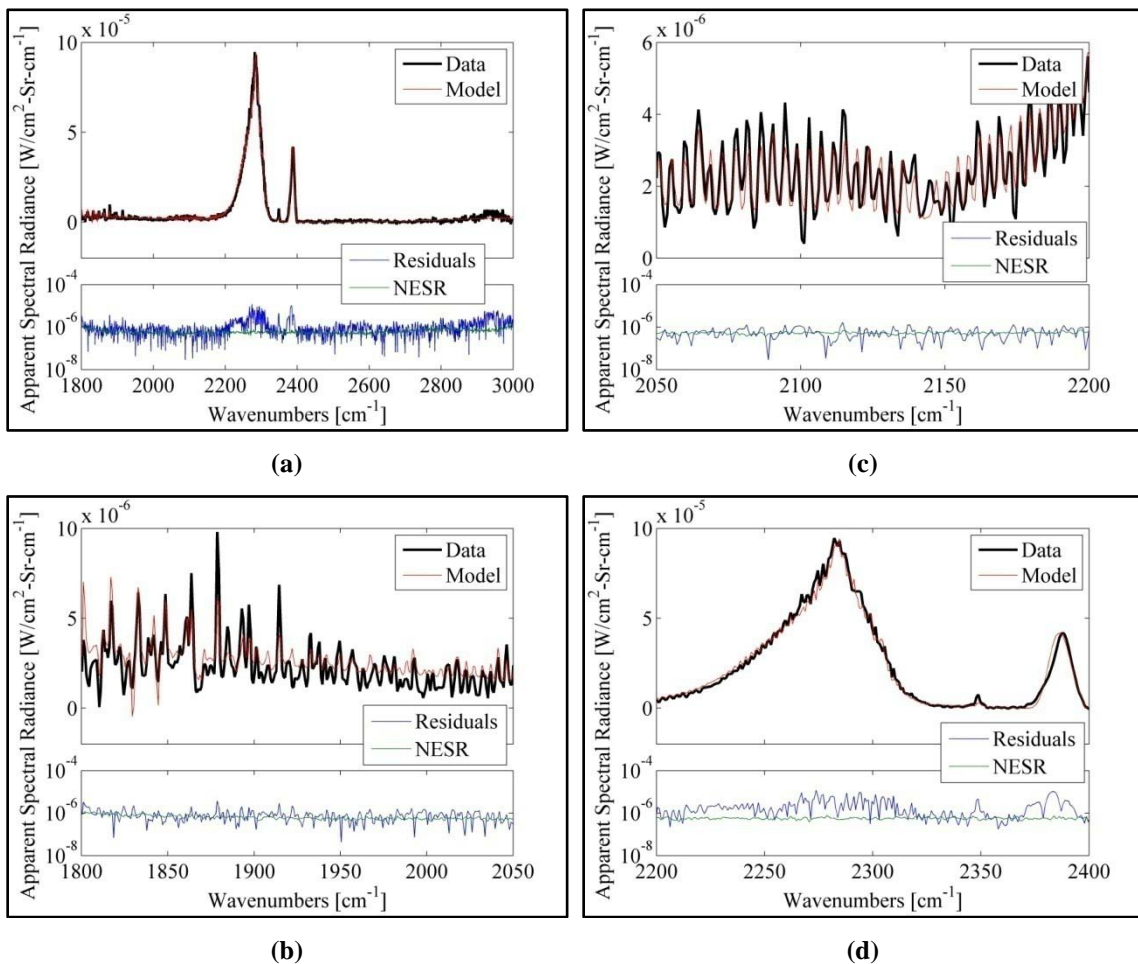 x 10^-5
Apparent Spectral Radiance [W/cm^2-Sr-cm^-1]
10
5
0
Data
Model
Residuals
NESR
10^-4
10^-6
10^-8
1800 2000 2200 2400 2600 2800 3000
Wavenumbers [cm^-1]
(a)
x 10^-6
Apparent Spectral Radiance [W/cm^2-Sr-cm^-1]
6
4
2
0
Data
Model
Residuals
NESR
10^-4
10^-6
10^-8
2050 2100 2150 2200
Wavenumbers [cm^-1]
(c)
x 10^-6
Apparent Spectral Radiance [W/cm^2-Sr-cm^-1]
10
5
0
Data
Model
Residuals
NESR
10^-4
10^-6
10^-8
1800 1850 1900 1950 2000 2050
Wavenumbers [cm^-1]
(b)
x 10^-5
Apparent Spectral Radiance [W/cm^2-Sr-cm^-1]
10
5
0
Data
Model
Residuals
NESR
10^-4
10^-6
10^-8
2200 2250 2300 2350 2400
Wavenumbers [cm^-1]
(d)